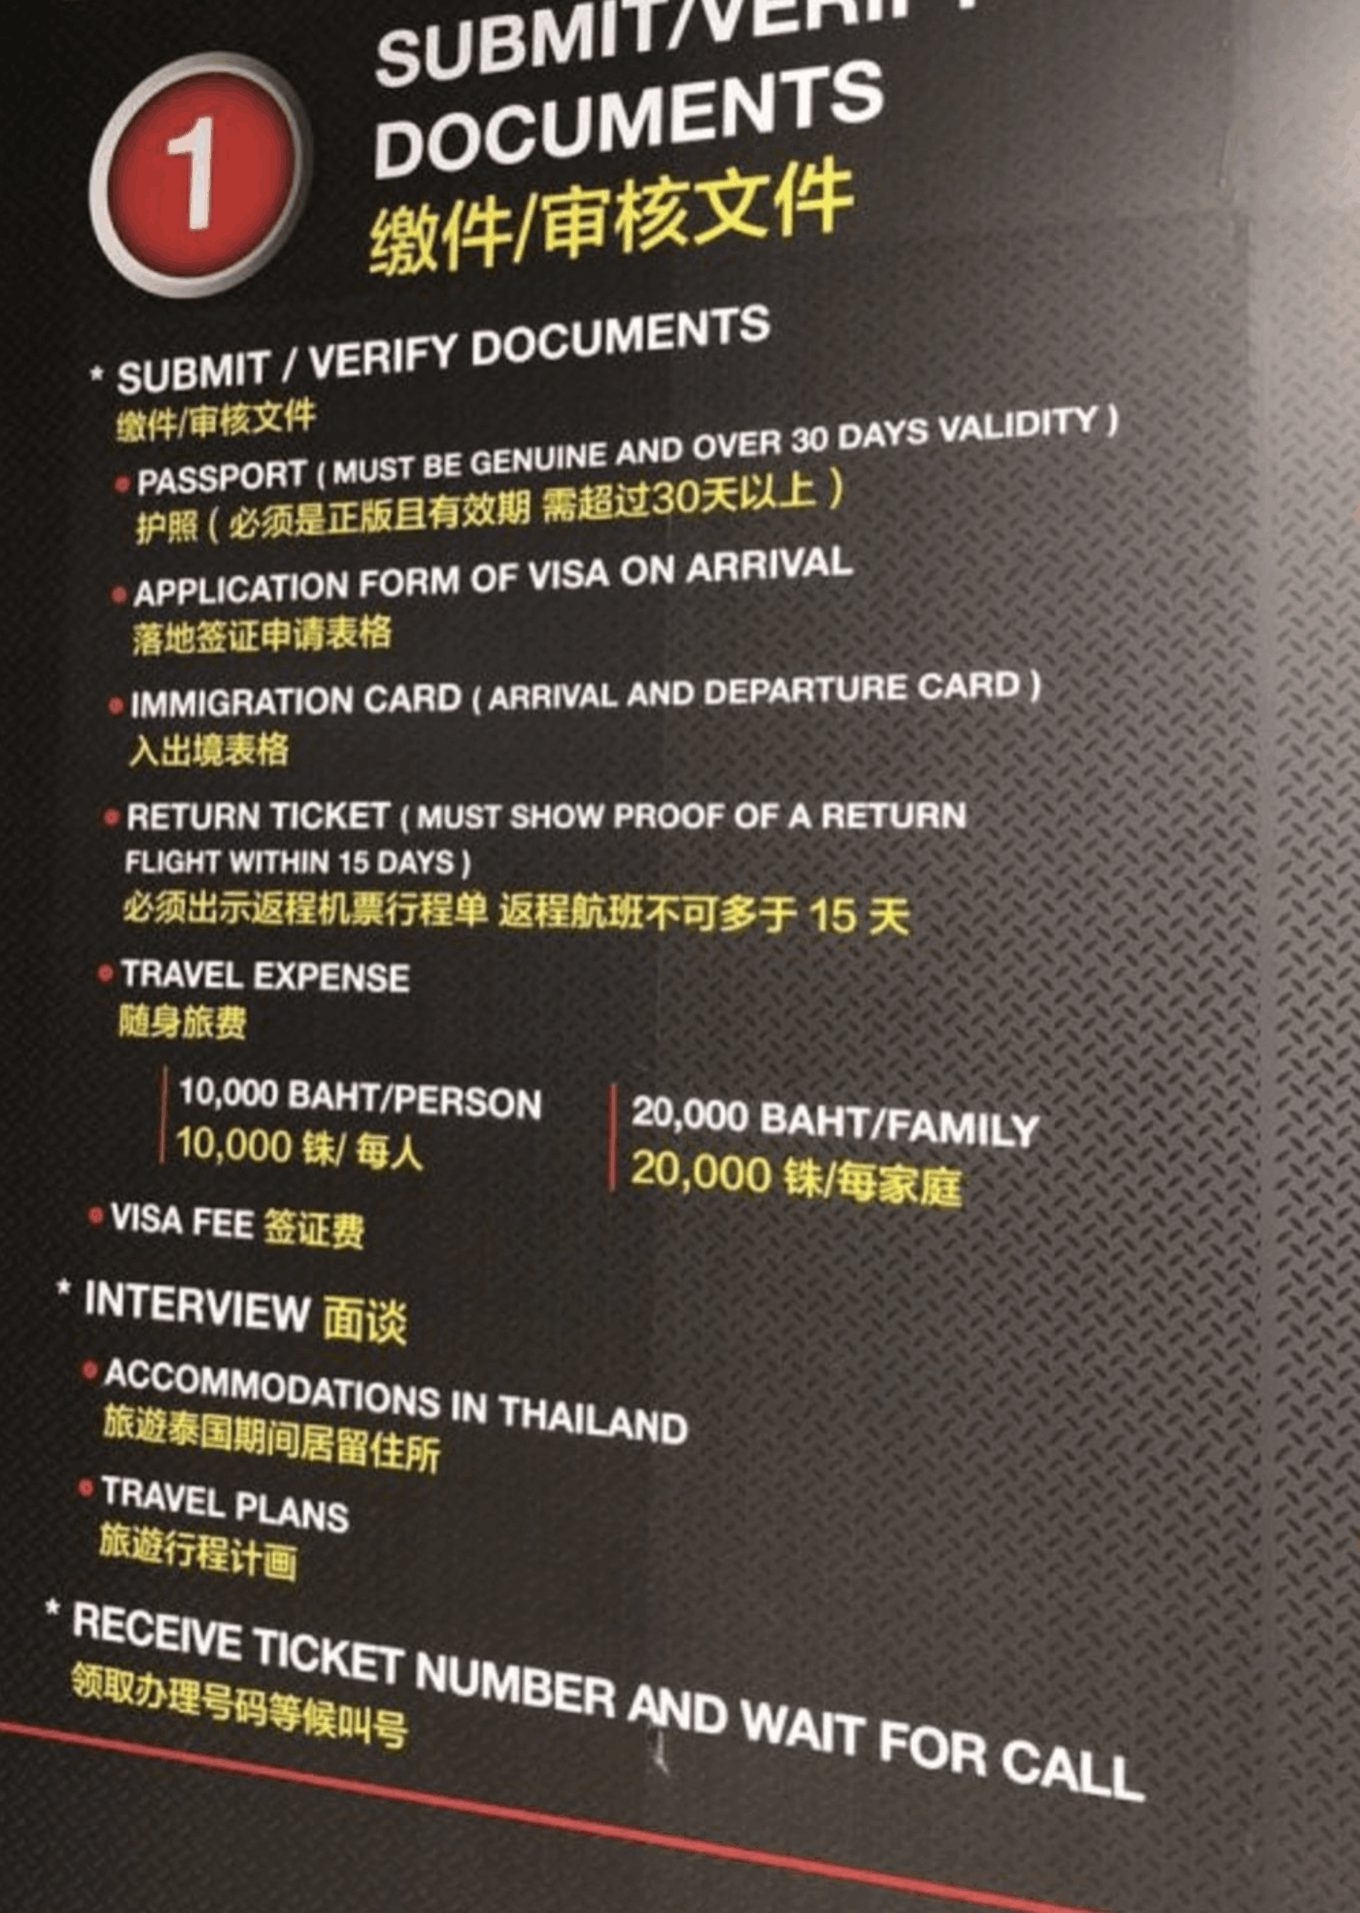 1
SUBMIT/VERIFY
DOCUMENTS
缴件/审核文件
* SUBMIT / VERIFY DOCUMENTS
缴件/审核文件
• PASSPORT ( MUST BE GENUINE AND OVER 30 DAYS VALIDITY )
护照 ( 必须是正版且有效期 需超过30天以上 )
• APPLICATION FORM OF VISA ON ARRIVAL
落地签证申请表格
• IMMIGRATION CARD ( ARRIVAL AND DEPARTURE CARD )
入出境表格
• RETURN TICKET ( MUST SHOW PROOF OF A RETURN
FLIGHT WITHIN 15 DAYS )
必须出示返程机票行程单 返程航班不可多于 15 天
• TRAVEL EXPENSE
随身旅费
10,000 BAHT/PERSON
10,000 铢/ 每人
20,000 BAHT/FAMILY
20,000 铢/每家庭
• VISA FEE 签证费
* INTERVIEW 面谈
• ACCOMMODATIONS IN THAILAND
旅遊泰国期间居留住所
• TRAVEL PLANS
旅遊行程计画
* RECEIVE TICKET NUMBER AND WAIT FOR CALL
领取办理号码等候叫号